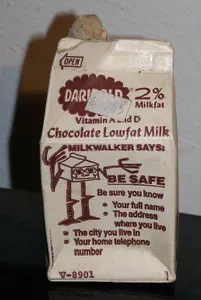 OPEN
DARIGOLD
2%
Milkfat
Vitamin A and D
Chocolate Lowfat Milk
MILKWALKER SAYS:
BE SAFE
Be sure you know
• Your full name
• The address
where you live
• The city you live in
• Your home telephone
number
V-8901